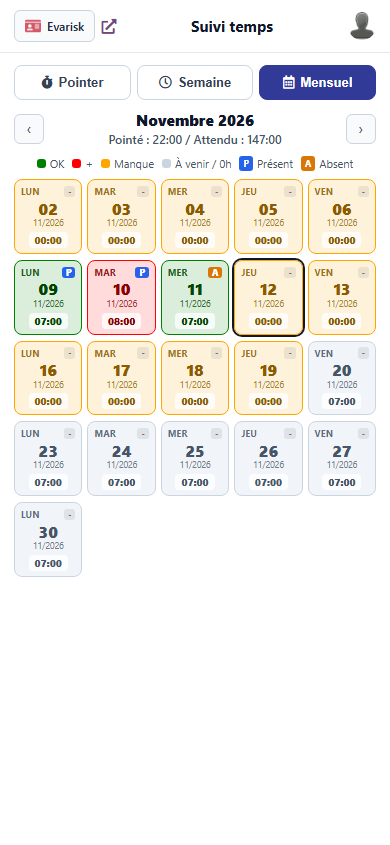 Evarisk
Suivi temps
Pointer
Semaine
Mensuel
‹
Novembre 2026
›
Pointé : 22:00 / Attendu : 147:00
OK + Manque À venir / 0h P Présent A Absent
LUN - MAR - MER - JEU - VEN -
02 03 04 05 06
11/2026 11/2026 11/2026 11/2026 11/2026
00:00 00:00 00:00 00:00 00:00
LUN P MAR P MER A JEU - VEN -
09 10 11 12 13
11/2026 11/2026 11/2026 11/2026 11/2026
07:00 08:00 07:00 00:00 00:00
LUN - MAR - MER - JEU - VEN -
16 17 18 19 20
11/2026 11/2026 11/2026 11/2026 11/2026
00:00 00:00 00:00 00:00 07:00
LUN - MAR - MER - JEU - VEN -
23 24 25 26 27
11/2026 11/2026 11/2026 11/2026 11/2026
07:00 07:00 07:00 07:00 07:00
LUN -
30
11/2026
07:00